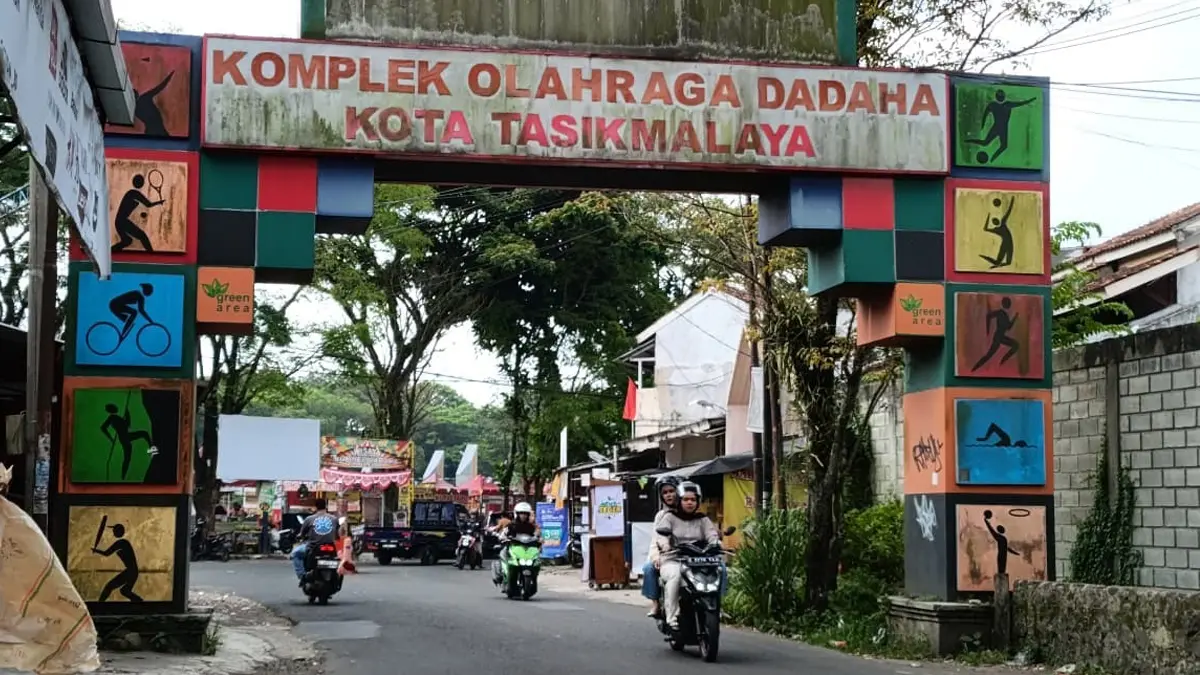 KOMPLEK OLAHRAGA DADAHA
KOTA TASIKMALAYA
green
area
green
area